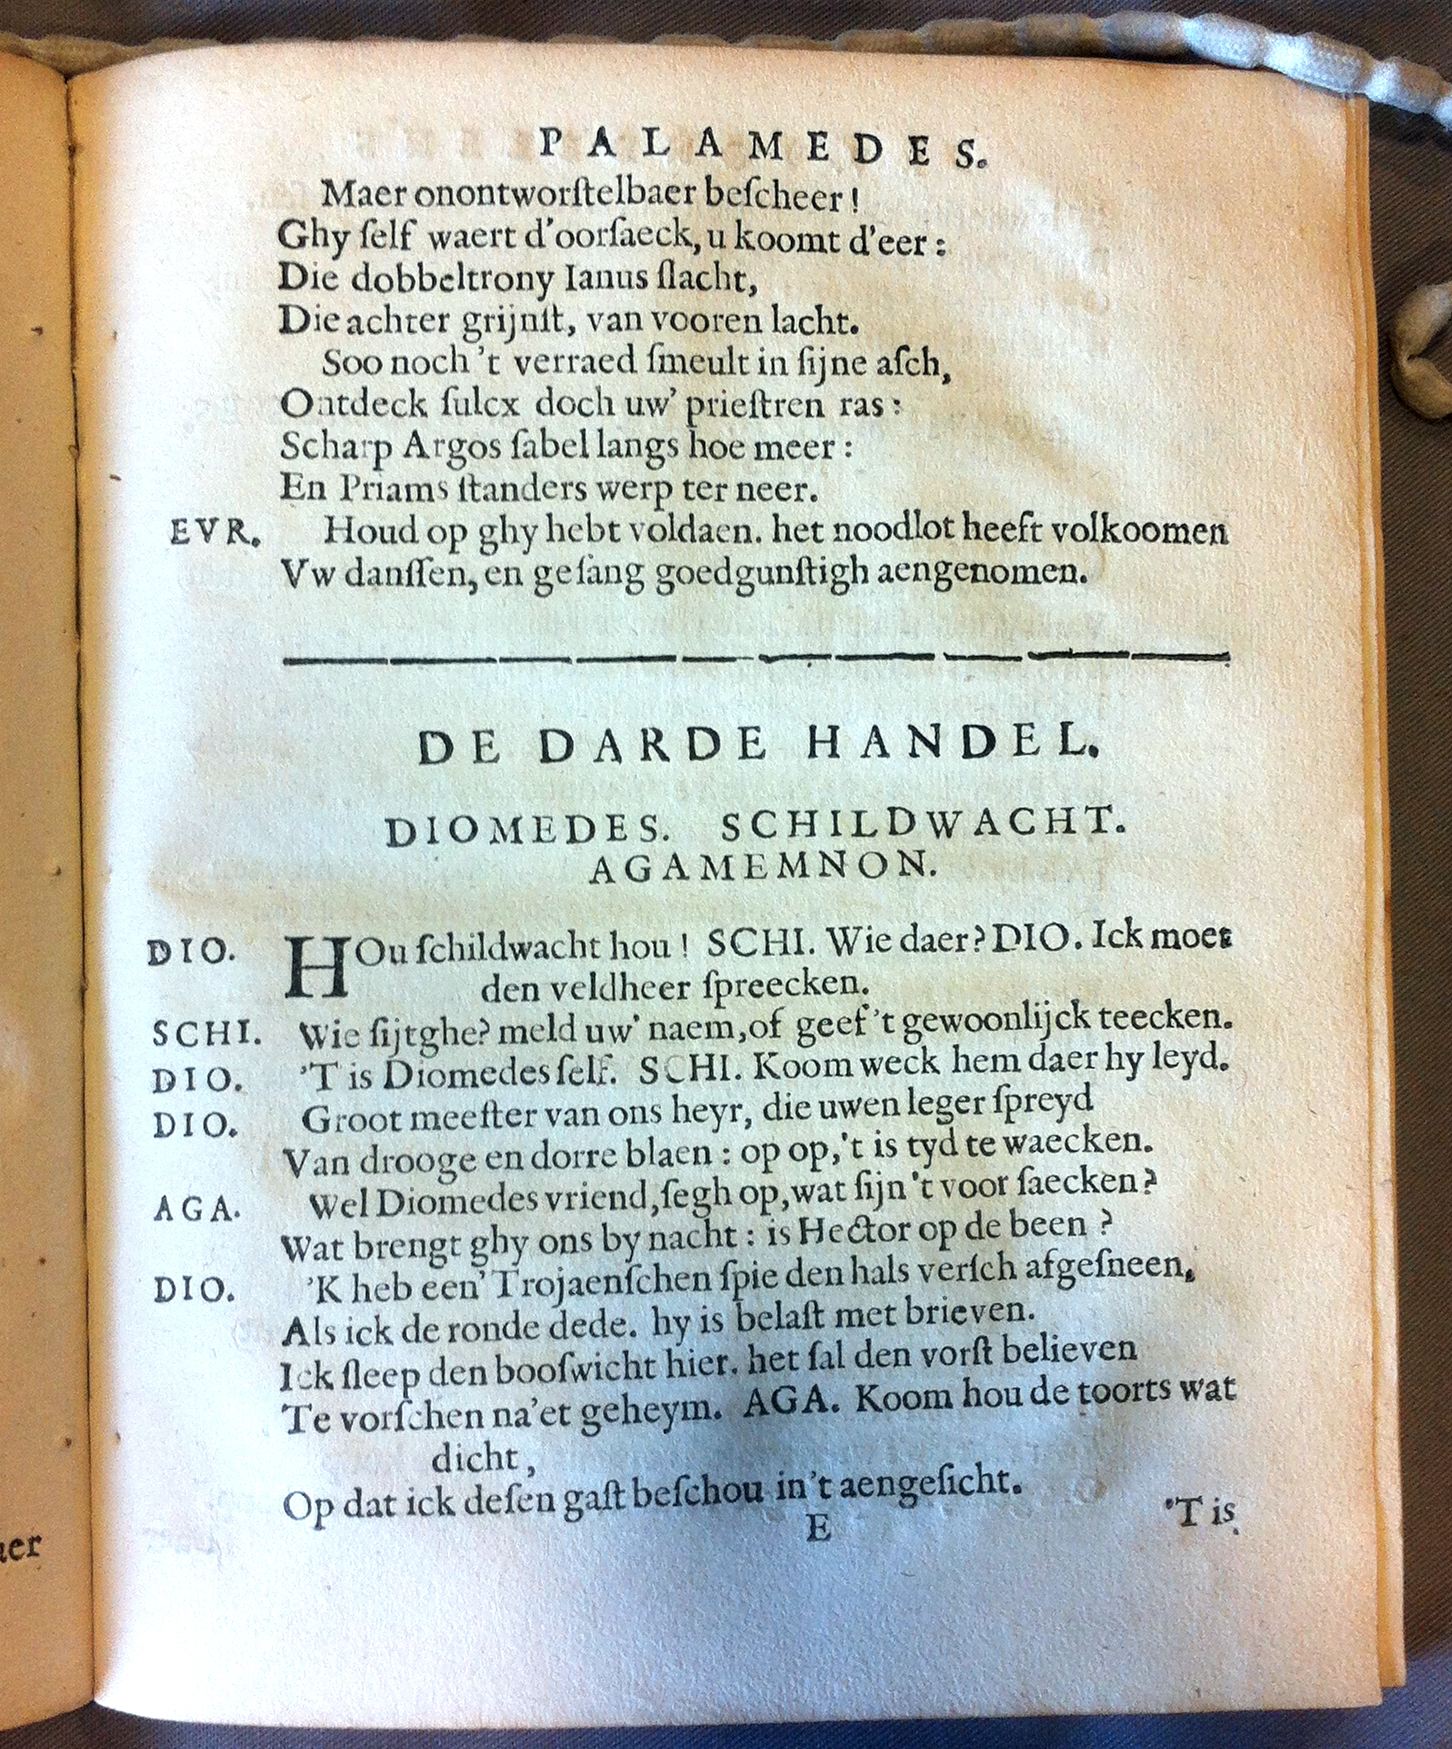 PALAMEDES.
Maer onontworſtelbaer beſcheer!
Ghy ſelf waert d'oorſaeck, u koomt d'eer:
Die dobbeltrony Ianus ſlacht,
Die achter grijnſt, van vooren lacht.
Soo noch 't verraed ſmeult in ſijne aſch,
Ontdeck ſulcx doch uw' prieſtren ras:
Scharp Argos ſabel langs hoe meer:
En Priams ſtanders werp ter neer.
EVR. Houd op ghy hebt voldaen. het noodlot heeft volkoomen
Vw danſſen, en geſang goedgunſtigh aengenomen.
DE DARDE HANDEL.
DIOMEDES. SCHILDWACHT.
AGAMEMNON.
DIO. HOu ſchildwacht hou! SCHI. Wie daer? DIO. Ick moet
den veldheer ſpreecken.
SCHI. Wie ſijtghe? meld uw' naem, of geef 't gewoonlijck teecken.
DIO. 'T is Diomedes ſelf. SCHI. Koom weck hem daer hy leyd.
DIO. Groot meeſter van ons heyr, die uwen leger ſpreyd
Van drooge en dorre blaen: op op, 't is tyd te waecken.
AGA. Wel Diomedes vriend, ſegh op, wat ſijn 't voor ſaecken?
Wat brengt ghy ons by nacht: is Hector op de been?
DIO. 'K heb een' Trojaenſchen ſpie den hals verſch afgeſneen,
Als ick de ronde dede. hy is belaſt met brieven.
Ick ſleep den booſwicht hier. het ſal den vorſt believen
Te vorſchen na'et geheym. AGA. Koom hou de toorts wat
dicht,
Op dat ick deſen gaſt beſchou in't aengeſicht.
E 'T is
aer